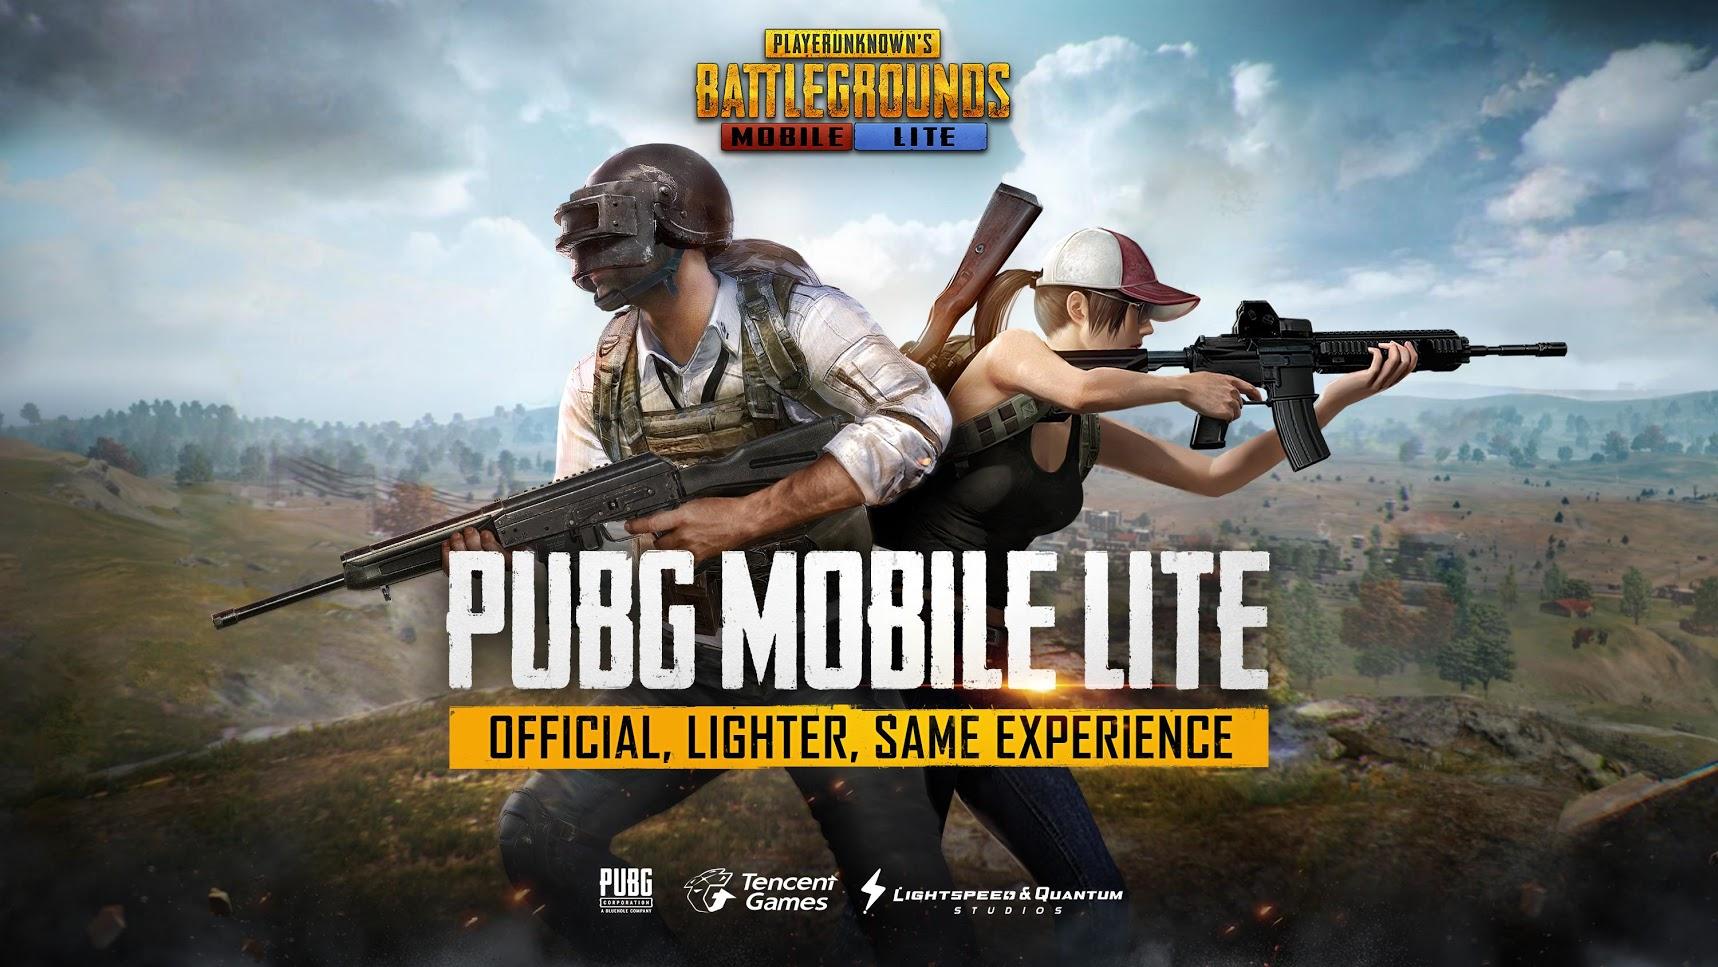 PLAYERUNKNOWN'S
BATTLEGROUNDS
MOBILE LITE
PUBG MOBILE LITE
OFFICIAL, LIGHTER, SAME EXPERIENCE
PUBG
CORPORATION
A BLUEHOLE COMPANY
Tencent
Games
LIGHTSPEED & QUANTUM
STUDIOS